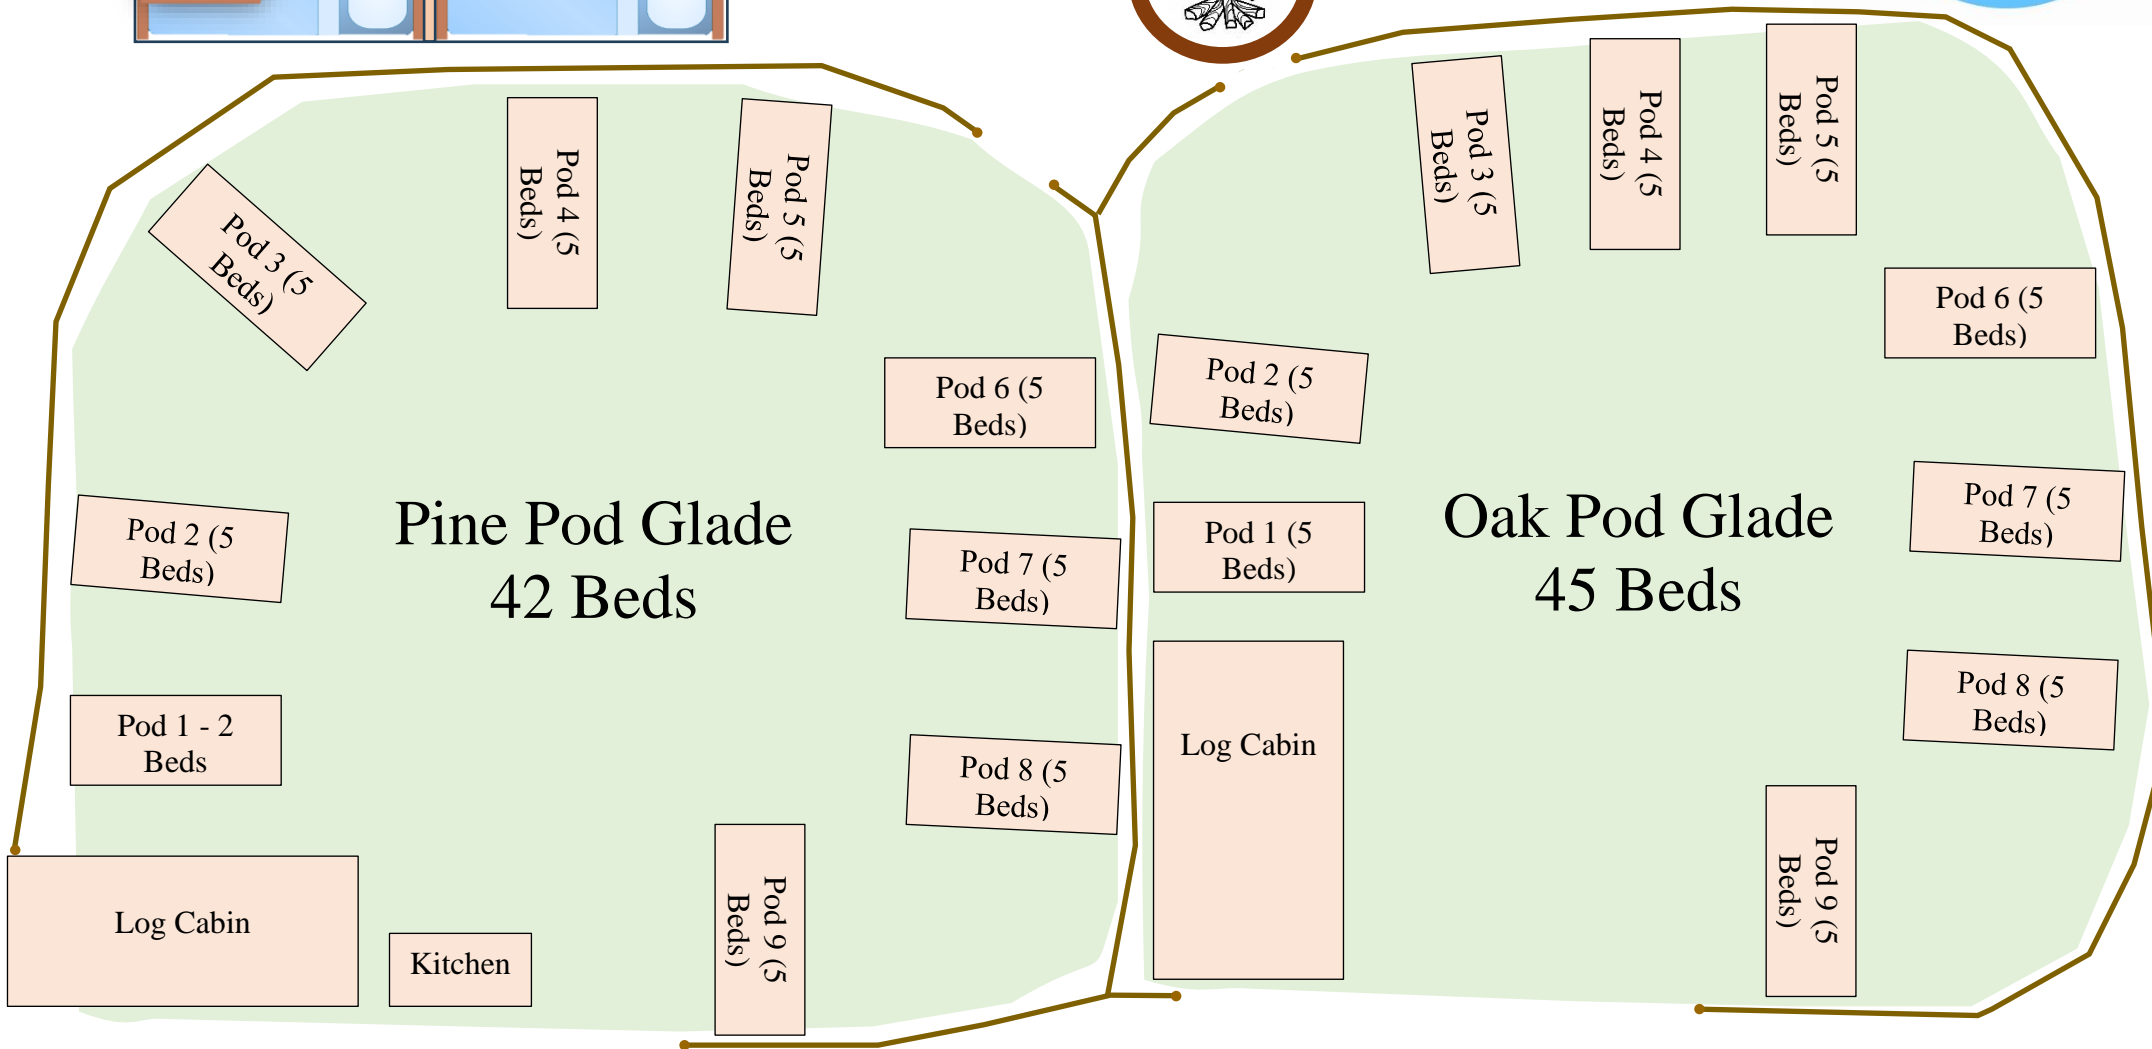 Pod 3 (5
Beds)
Pod 4 (5
Beds)
Pod 5 (5
Beds)
Pod 6 (5
Beds)
Pine Pod Glade
42 Beds
Pod 2 (5
Beds)
Pod 7 (5
Beds)
Pod 1 - 2
Beds
Pod 8 (5
Beds)
Log Cabin
Kitchen
Pod 9 (5
Beds)
Pod 3 (5
Beds)
Pod 4 (5
Beds)
Pod 5 (5
Beds)
Pod 6 (5
Beds)
Pod 2 (5
Beds)
Oak Pod Glade
45 Beds
Pod 1 (5
Beds)
Pod 7 (5
Beds)
Pod 8 (5
Beds)
Log Cabin
Pod 9 (5
Beds)